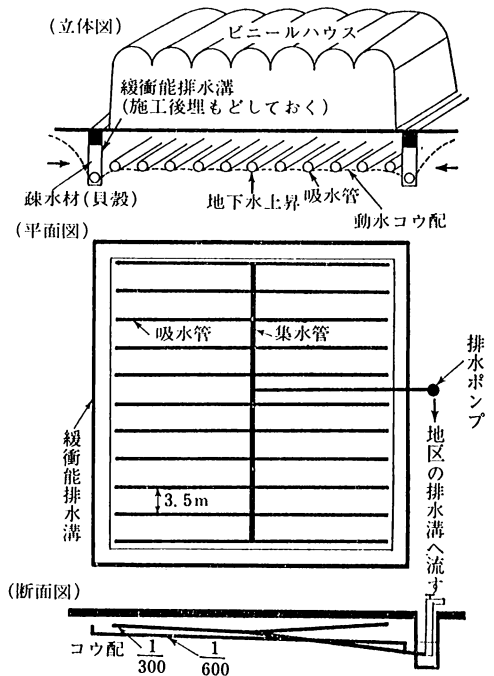 (立体図)
ビニールハウス
緩衝能排水溝
(施工後埋もどしておく)
疎水材(貝殻)
地下水上昇
吸水管
動水コウ配
(平面図)
吸水管
集水管
排水ポンプ
緩衝能排水溝
3.5m
地区の排水溝へ流す
(断面図)
コウ配
1/300
1/600